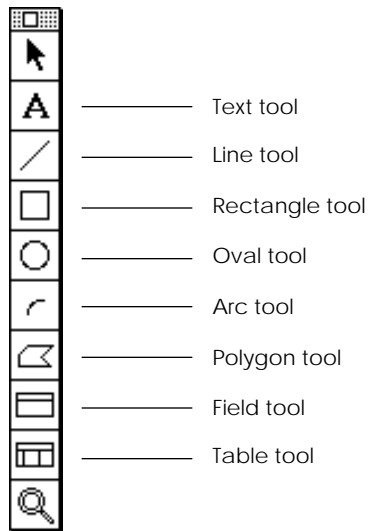 A
Text tool
Line tool
Rectangle tool
Oval tool
Arc tool
Polygon tool
Field tool
Table tool